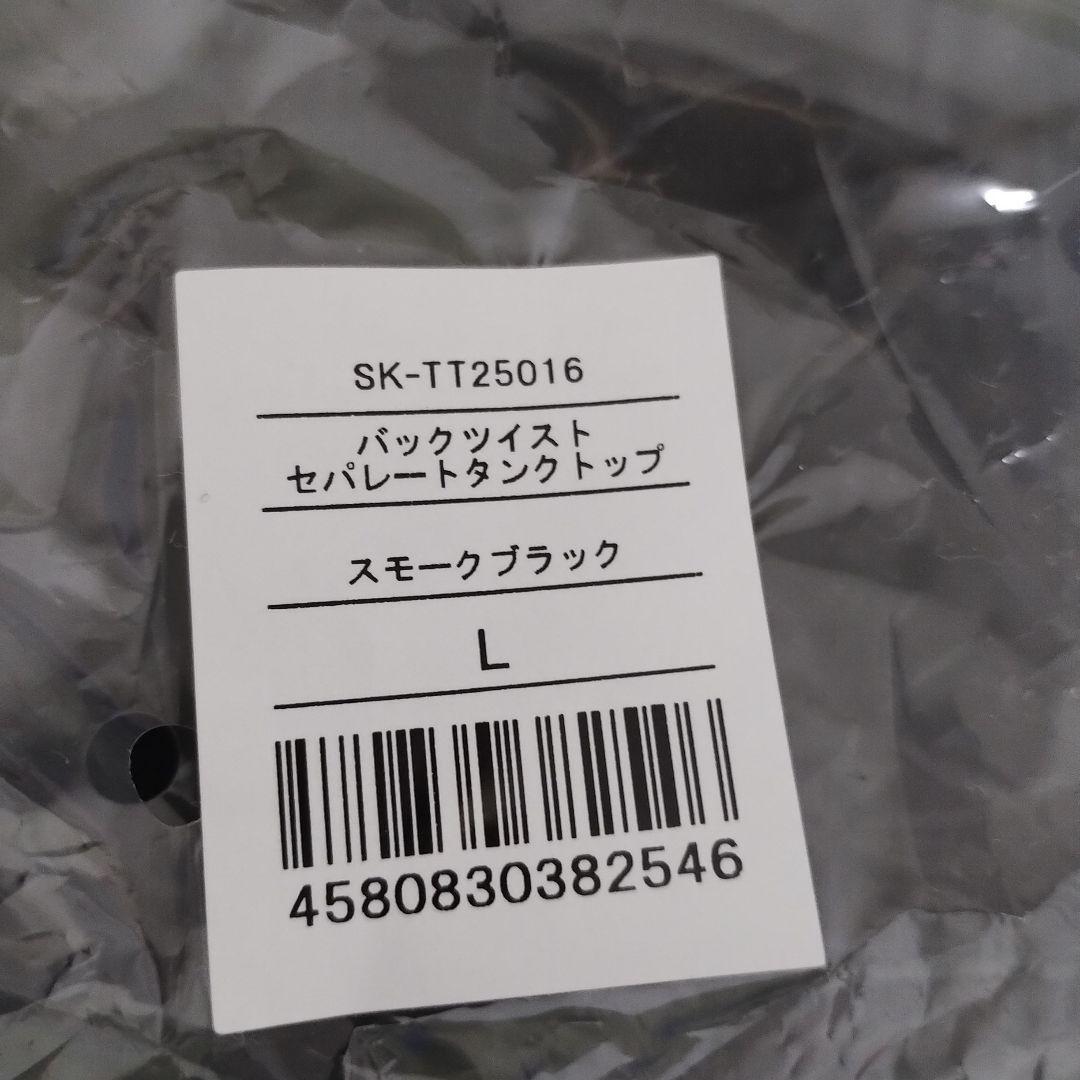 SK-TT25016
バックツイスト
セパレートタンクトップ
スモークブラック
L
4580830382546